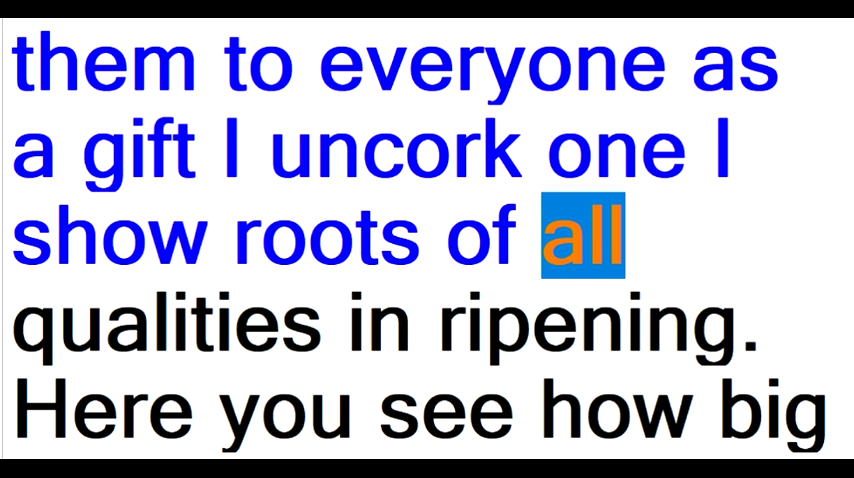 them to everyone as
a gift I uncork one I
show roots of all
qualities in ripening.
Here you see how big